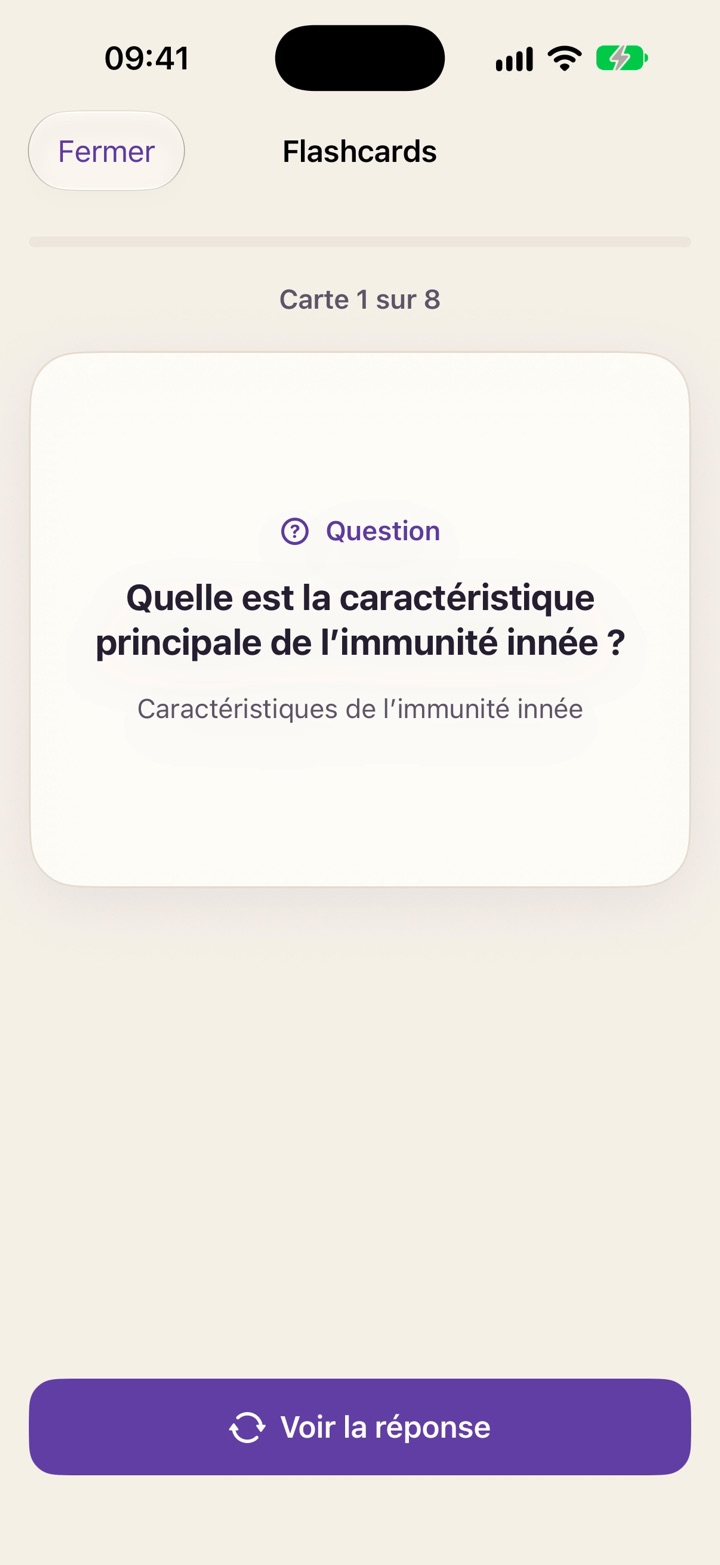 09:41
Fermer
Flashcards
Carte 1 sur 8
Question
Quelle est la caractéristique
principale de l’immunité innée ?
Caractéristiques de l’immunité innée
Voir la réponse